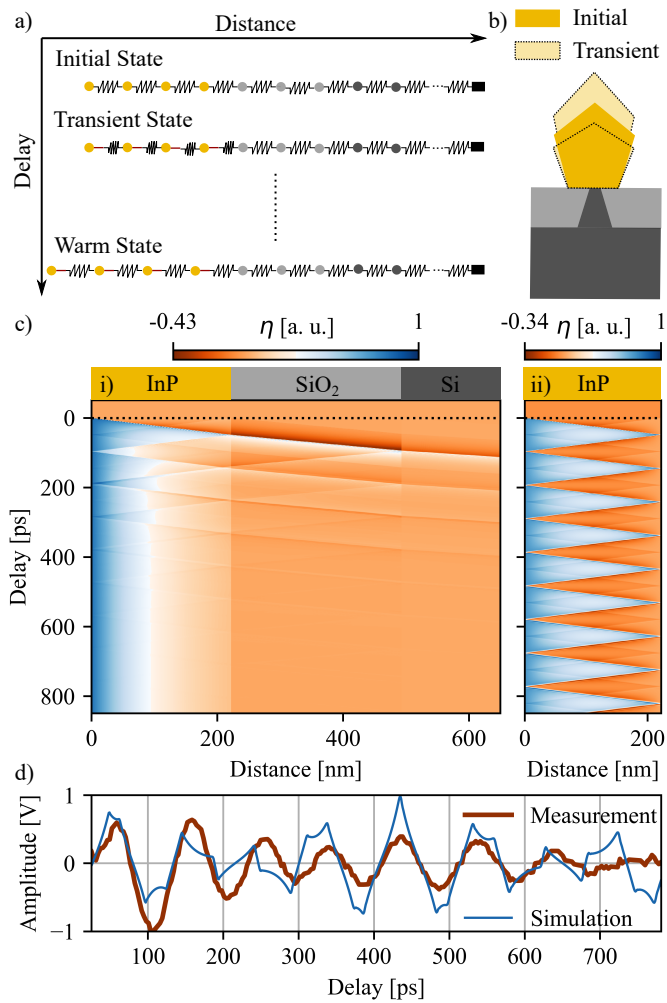 a)
Distance
Delay
Initial State
Transient State
Warm State
b)
Initial
Transient
c)
-0.43 η [a. u.] 1
i) InP SiO₂ Si
-0.34 η [a. u.] 1
ii) InP
Delay [ps]
0
200
400
600
800
0 200 400 600
Distance [nm]
0 200
Distance [nm]
d)
Amplitude [V]
1
0
−1
Measurement
Simulation
100 200 300 400 500 600 700
Delay [ps]